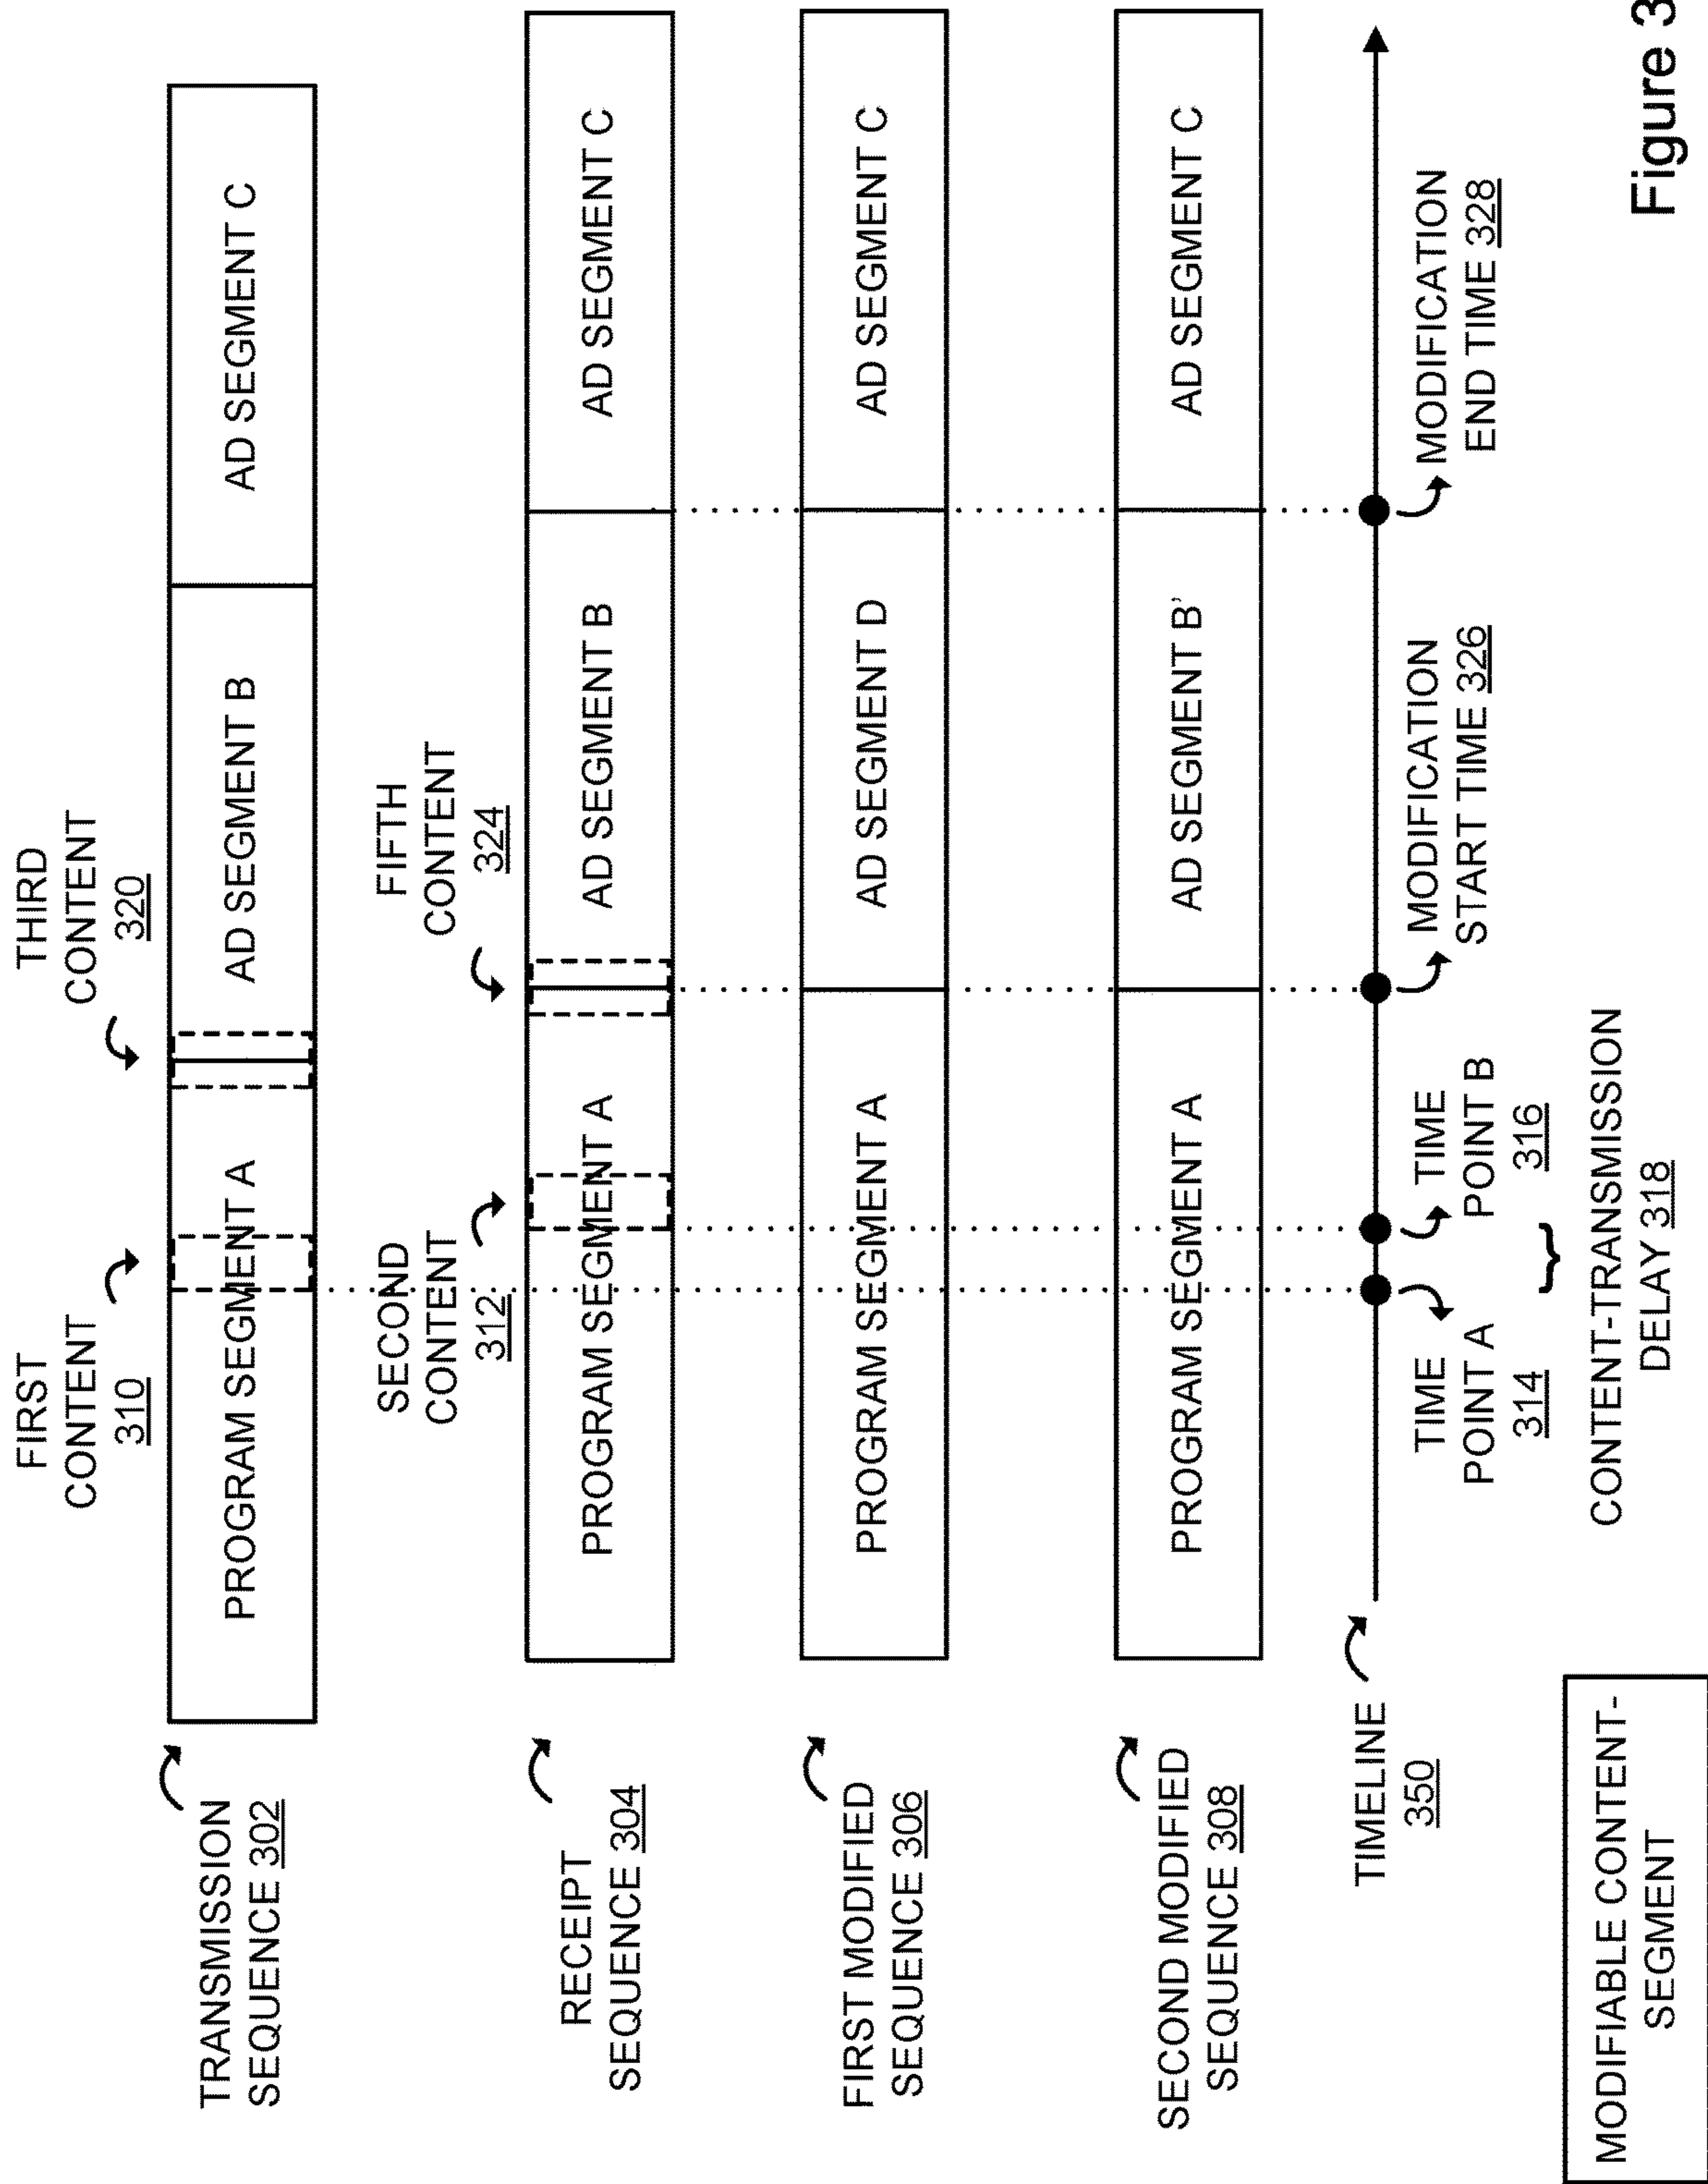 FIRST
CONTENT
310
THIRD
CONTENT
320
TRANSMISSION
SEQUENCE 302
PROGRAM SEGMENT A
AD SEGMENT B
AD SEGMENT C
SECOND
CONTENT
312
FIFTH
CONTENT
324
RECEIPT
SEQUENCE 304
PROGRAM SEGMENT A
AD SEGMENT B
AD SEGMENT C
FIRST MODIFIED
SEQUENCE 306
PROGRAM SEGMENT A
AD SEGMENT D
AD SEGMENT C
SECOND MODIFIED
SEQUENCE 308
PROGRAM SEGMENT A
AD SEGMENT B'
AD SEGMENT C
TIMELINE
350
TIME
POINT A
314
TIME
POINT B
316
MODIFICATION
START TIME 326
MODIFICATION
END TIME 328
CONTENT-TRANSMISSION
DELAY 318
MODIFIABLE CONTENT-
SEGMENT
Figure 3